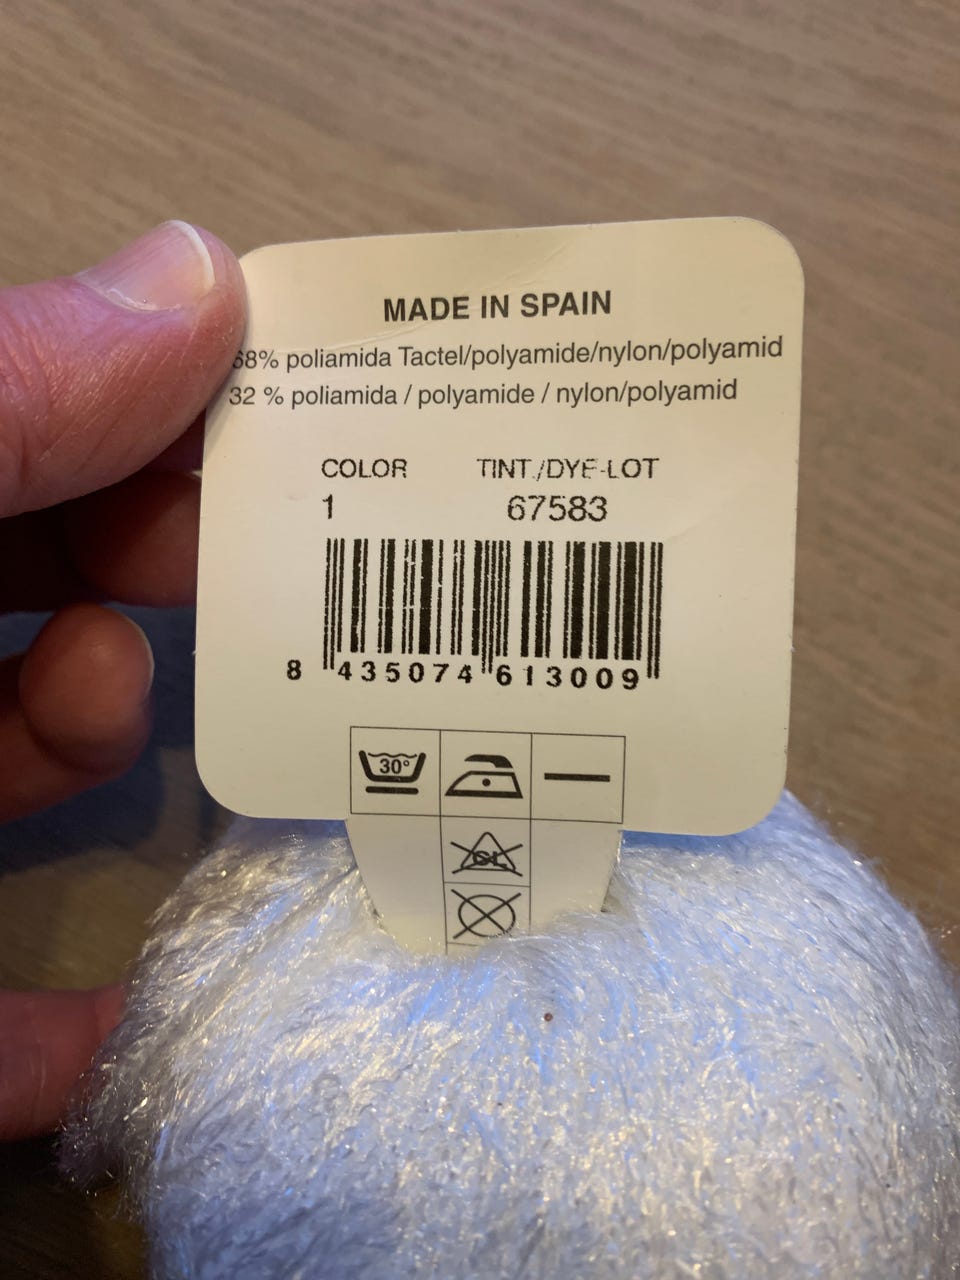 MADE IN SPAIN
68% poliamida Tactel/polyamide/nylon/polyamid
32 % poliamida / polyamide / nylon/polyamid
COLOR TINT./DYE-LOT
1 67583
8 435074 613009
30°
CL